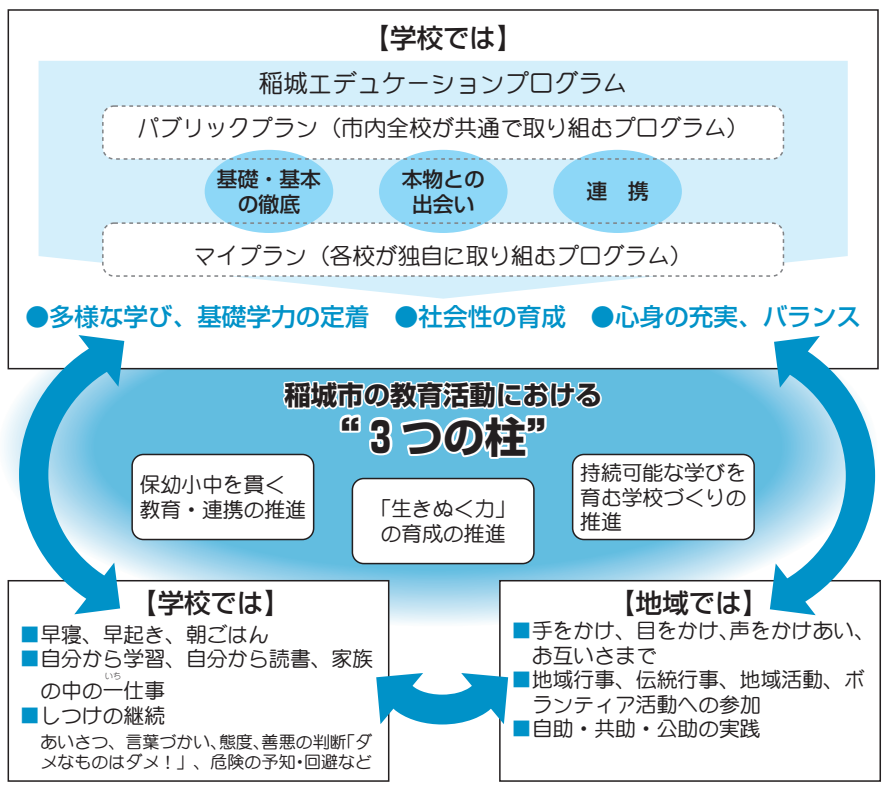 【学校では】
稲城エデュケーションプログラム
パブリックプラン（市内全校が共通で取り組むプログラム）
基礎・基本
の徹底
本物との
出会い
連　携
マイプラン（各校が独自に取り組むプログラム）
●多様な学び、基礎学力の定着　●社会性の育成　●心身の充実、バランス
稲城市の教育活動における
“３つの柱”
保幼小中を貫く
教育・連携の推進
「生きぬく力」
の育成の推進
持続可能な学びを
育む学校づくりの
推進
【学校では】
■早寝、早起き、朝ごはん
■自分から学習、自分から読書、家族
いち
の中の一仕事
■しつけの継続
あいさつ、言葉づかい、態度、善悪の判断「ダ
メなものはダメ！」、危険の予知・回避など
【地域では】
■手をかけ、目をかけ、声をかけあい、
お互いさまで
■地域行事、伝統行事、地域活動、ボ
ランティア活動への参加
■自助・共助・公助の実践